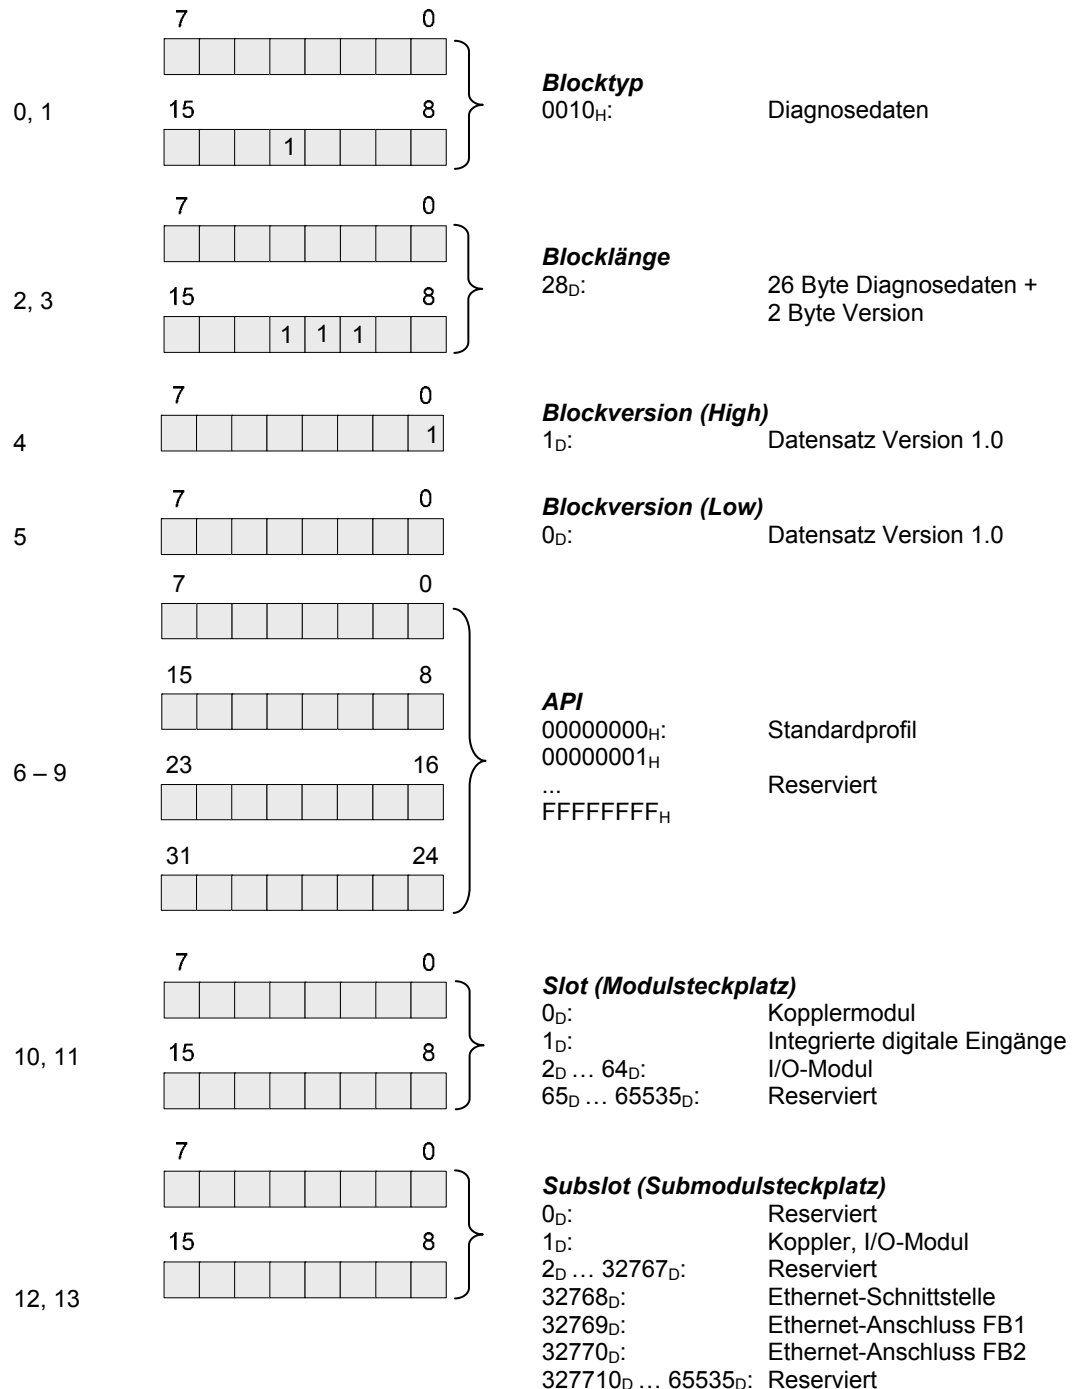 7 0
0, 1
15 8
1
Blocktyp
0010H: Diagnosedaten
7 0
2, 3
15 8
1 1 1
Blocklänge
28D: 26 Byte Diagnosedaten +
2 Byte Version
7 0
4
1
Blockversion (High)
1D: Datensatz Version 1.0
7 0
5
Blockversion (Low)
0D: Datensatz Version 1.0
7 0
15 8
6 – 9
23 16
31 24
API
00000000H: Standardprofil
00000001H
... Reserviert
FFFFFFFFH
7 0
10, 11
15 8
Slot (Modulsteckplatz)
0D: Kopplermodul
1D: Integrierte digitale Eingänge
2D … 64D: I/O-Modul
65D … 65535D: Reserviert
7 0
15 8
12, 13
Subslot (Submodulsteckplatz)
0D: Reserviert
1D: Koppler, I/O-Modul
2D … 32767D: Reserviert
32768D: Ethernet-Schnittstelle
32769D: Ethernet-Anschluss FB1
32770D: Ethernet-Anschluss FB2
327710D … 65535D: Reserviert